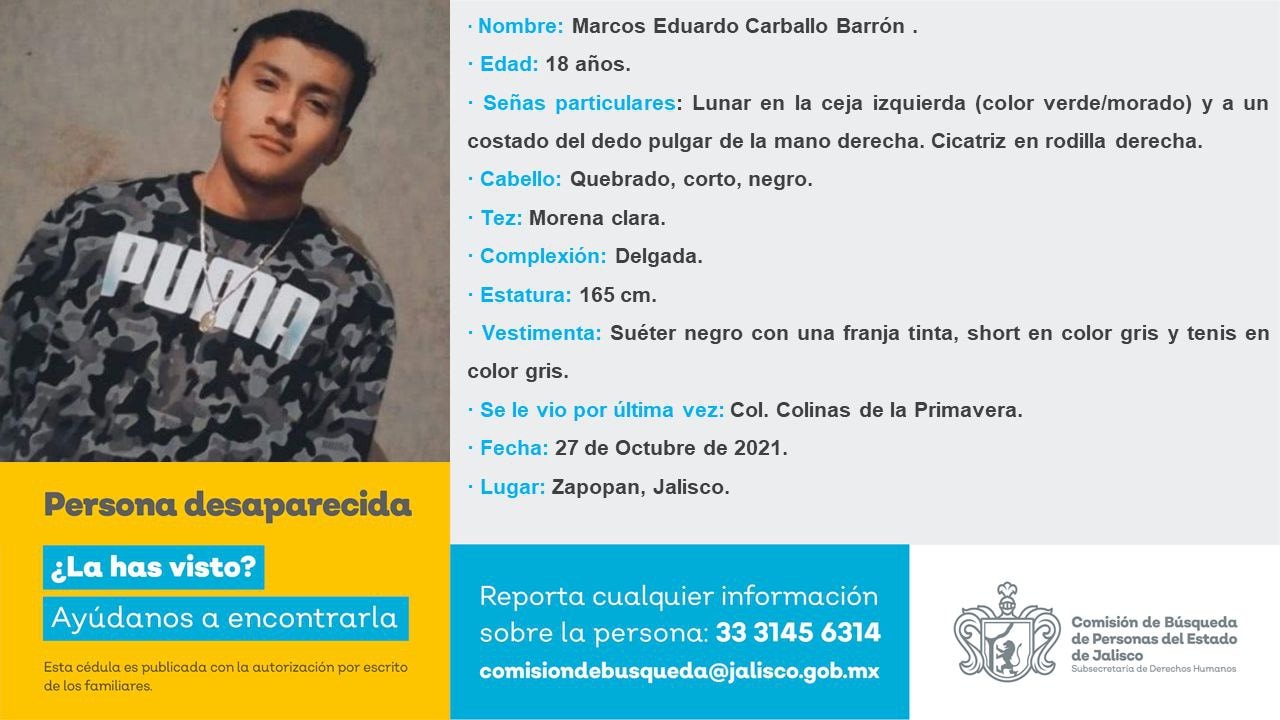 PUMA
Persona desaparecida
¿La has visto?
Ayúdanos a encontrarla
Esta cédula es publicada con la autorización por escrito
de los familiares.
· Nombre: Marcos Eduardo Carballo Barrón .
· Edad: 18 años.
· Señas particulares: Lunar en la ceja izquierda (color verde/morado) y a un
costado del dedo pulgar de la mano derecha. Cicatriz en rodilla derecha.
· Cabello: Quebrado, corto, negro.
· Tez: Morena clara.
· Complexión: Delgada.
· Estatura: 165 cm.
· Vestimenta: Suéter negro con una franja tinta, short en color gris y tenis en
color gris.
· Se le vio por última vez: Col. Colinas de la Primavera.
· Fecha: 27 de Octubre de 2021.
· Lugar: Zapopan, Jalisco.
Reporta cualquier información
sobre la persona: 33 3145 6314
comisiondebusqueda@jalisco.gob.mx
Comisión de Búsqueda
de Personas del Estado
de Jalisco
Subsecretaría de Derechos Humanos